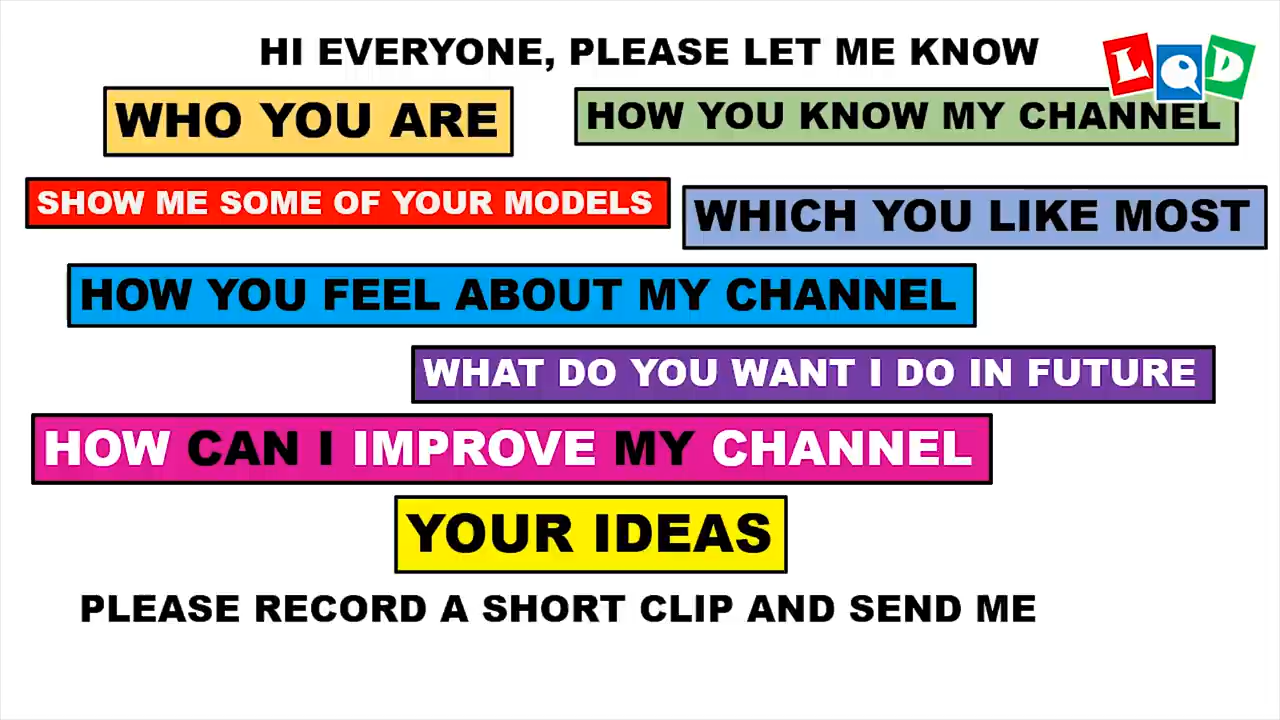 HI EVERYONE, PLEASE LET ME KNOW
LQD
WHO YOU ARE
HOW YOU KNOW MY CHANNEL
SHOW ME SOME OF YOUR MODELS
WHICH YOU LIKE MOST
HOW YOU FEEL ABOUT MY CHANNEL
WHAT DO YOU WANT I DO IN FUTURE
HOW CAN I IMPROVE MY CHANNEL
YOUR IDEAS
PLEASE RECORD A SHORT CLIP AND SEND ME